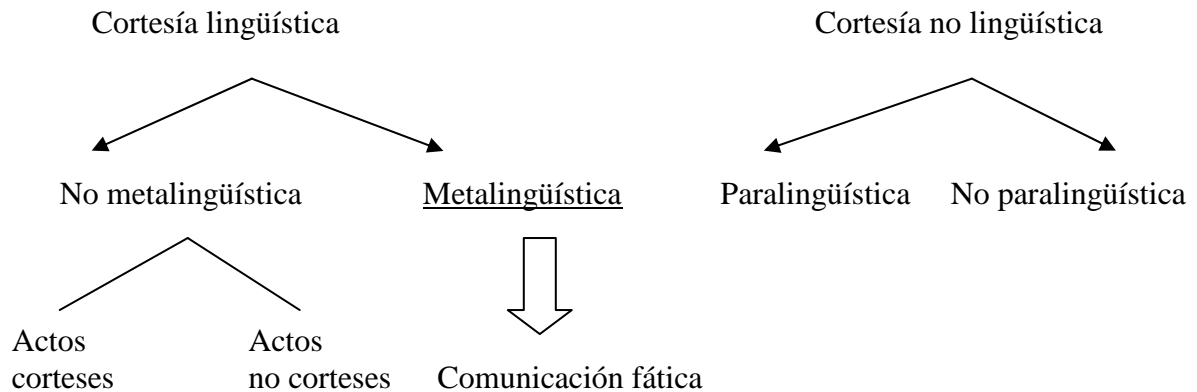 Cortesía lingüística
Cortesía no lingüística
No metalingüística
Metalingüística
Paralingüística
No paralingüística
Actos
corteses
Actos
no corteses
Comunicación fática